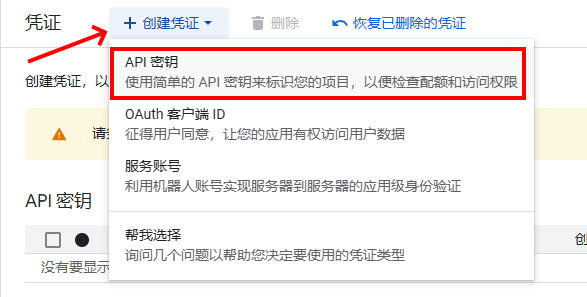 凭证
创建凭证
删除
恢复已删除的凭证
创建凭证，以
API 密钥
使用简单的 API 密钥来标识您的项目，以便检查配额和访问权限
OAuth 客户端 ID
征得用户同意，让您的应用有权访问用户数据
服务账号
利用机器人账号实现服务器到服务器的应用级身份验证
帮我选择
询问几个问题以帮助您决定要使用的凭证类型
请
API 密钥
创
没有要显示